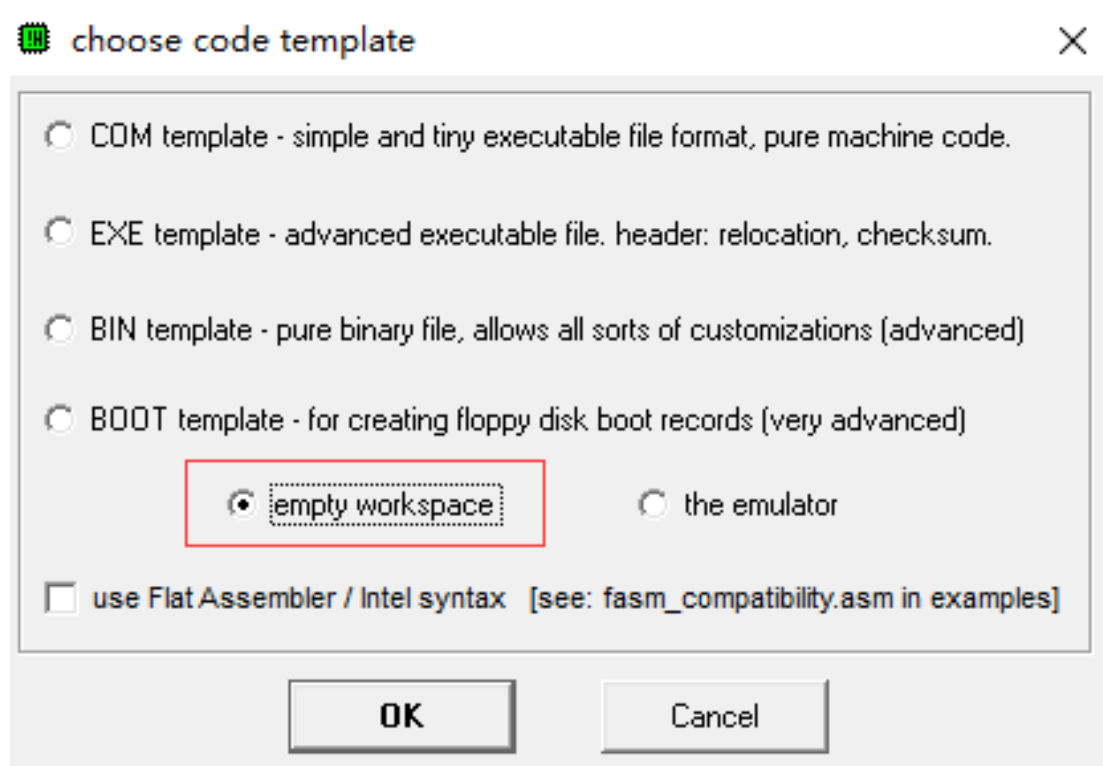 choose code template
COM template - simple and tiny executable file format, pure machine code.
EXE template - advanced executable file. header: relocation, checksum.
BIN template - pure binary file, allows all sorts of customizations (advanced)
BOOT template - for creating floppy disk boot records (very advanced)
empty workspace the emulator
use Flat Assembler / Intel syntax [see: fasm_compatibility.asm in examples]
OK Cancel